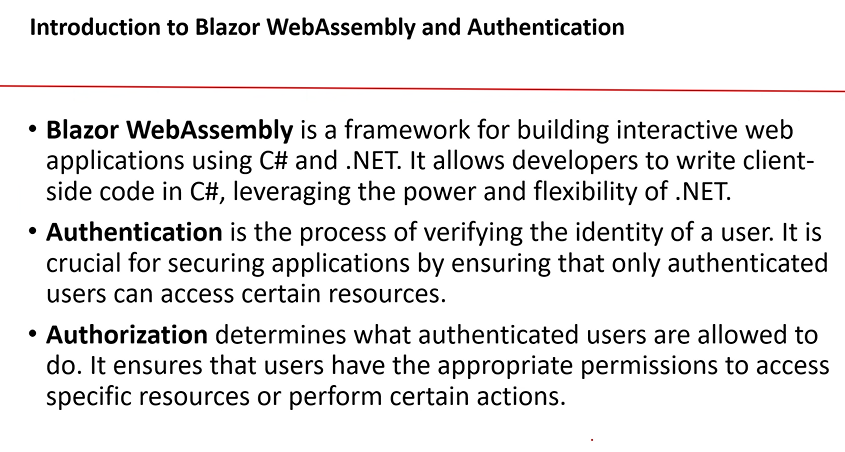 Introduction to Blazor WebAssembly and Authentication
• Blazor WebAssembly is a framework for building interactive web
applications using C# and .NET. It allows developers to write client-
side code in C#, leveraging the power and flexibility of .NET.
• Authentication is the process of verifying the identity of a user. It is
crucial for securing applications by ensuring that only authenticated
users can access certain resources.
• Authorization determines what authenticated users are allowed to
do. It ensures that users have the appropriate permissions to access
specific resources or perform certain actions.